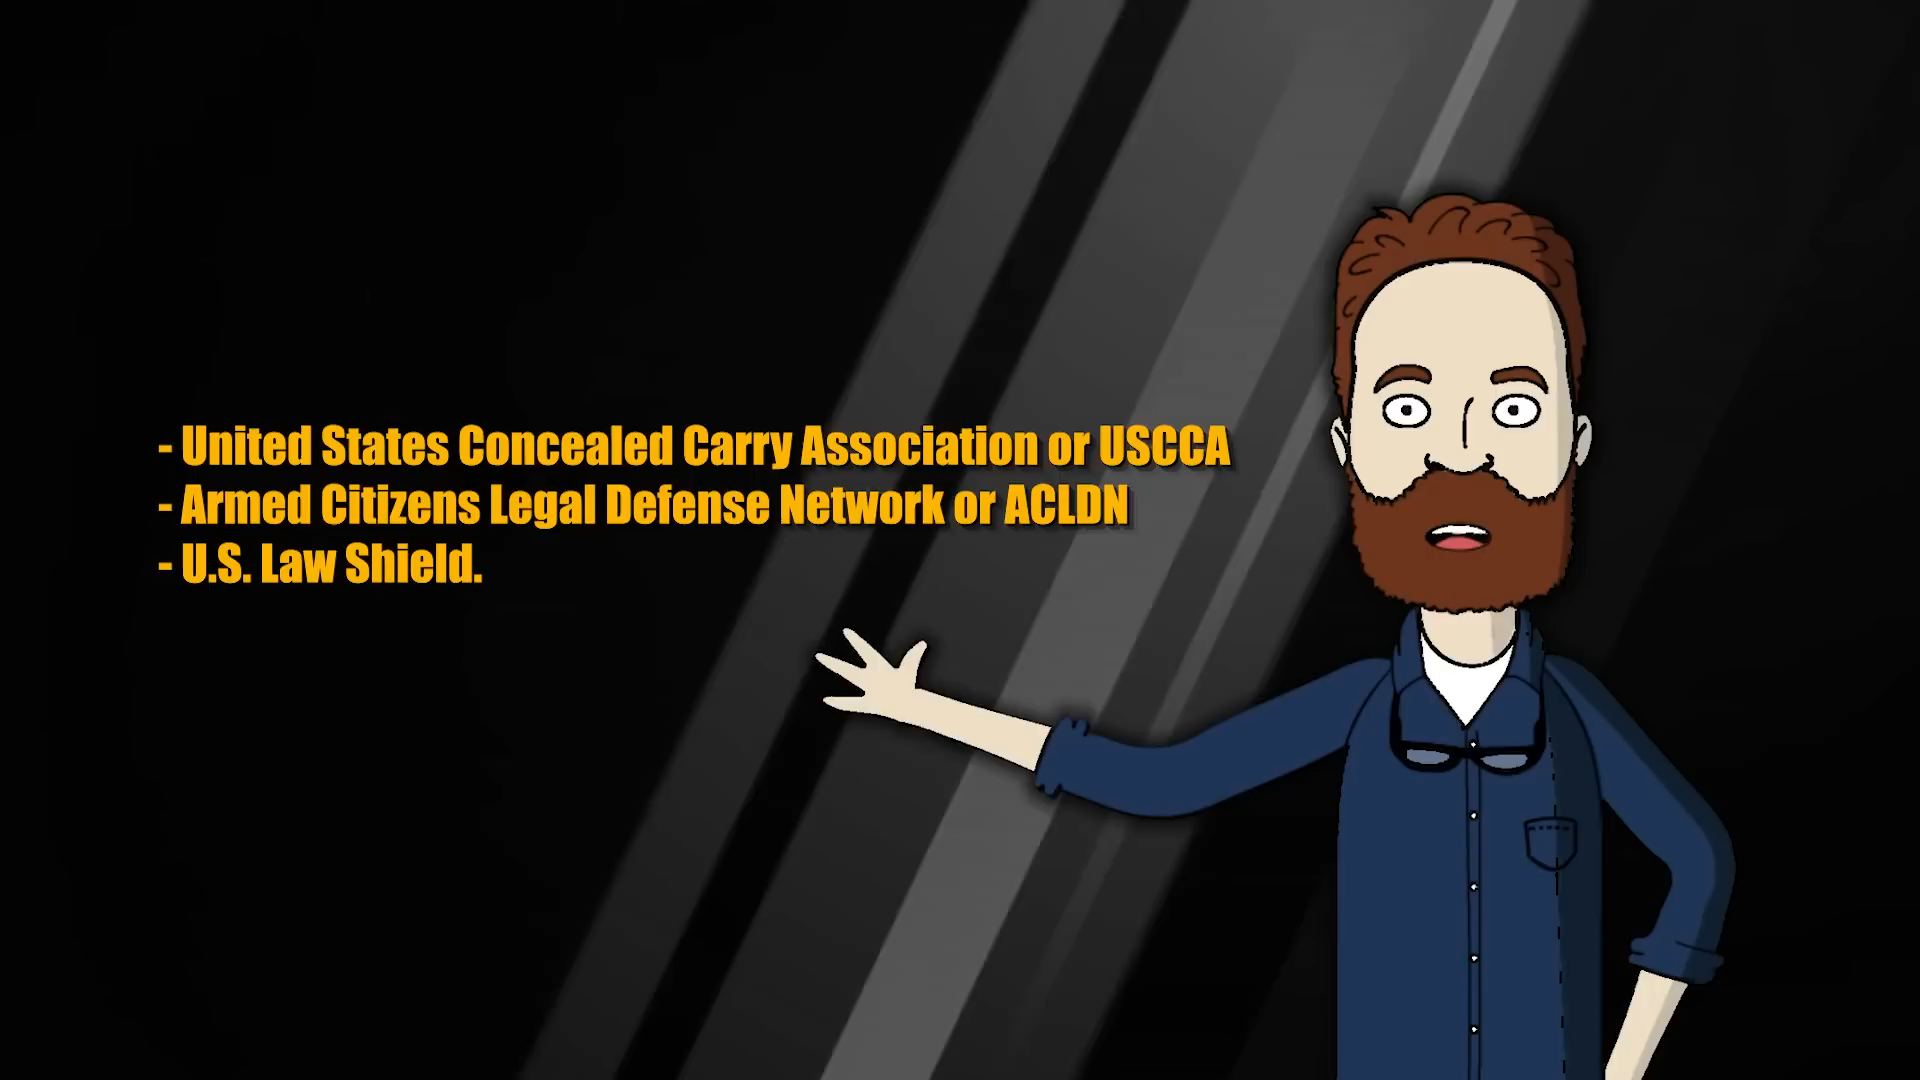 - United States Concealed Carry Association or USCCA
- Armed Citizens Legal Defense Network or ACLDN
- U.S. Law Shield.